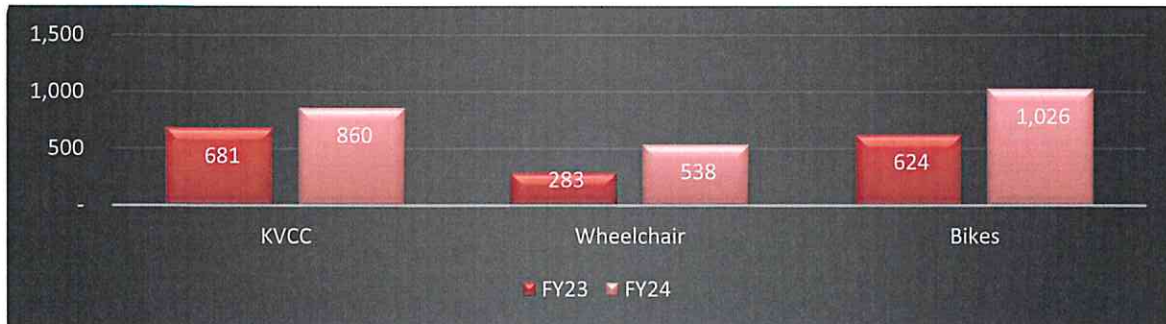 1,500
1,000
500
-
681
860
283
538
624
1,026
KVCC
Wheelchair
Bikes
FY23
FY24